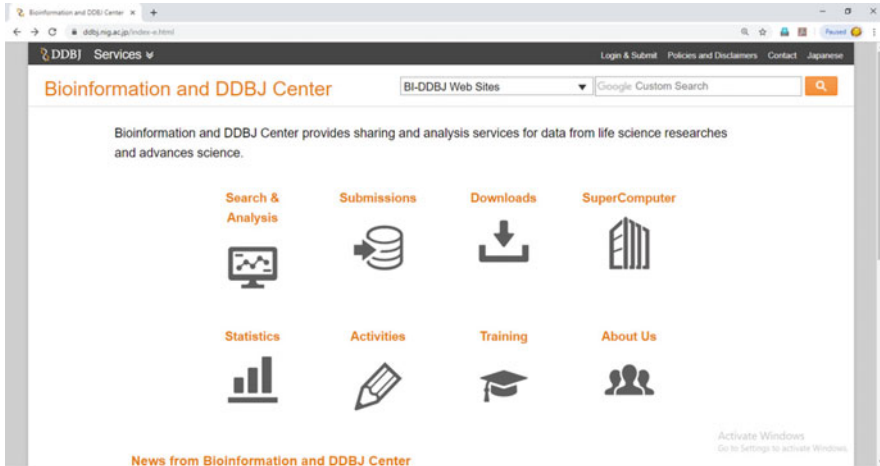 Bioinformation and DDBJ Center
ddbj.nig.ac.jp/index-e.html
Paused
DDBJ Services
Login & Submit Policies and Disclaimers Contact Japanese
Bioinformation and DDBJ Center
BI-DDBJ Web Sites
Google Custom Search
Bioinformation and DDBJ Center provides sharing and analysis services for data from life science researches
and advances science.
Search &
Analysis
Submissions
Downloads
SuperComputer
Statistics
Activities
Training
About Us
Activate Windows
Go to Settings to activate Windows.
News from Bioinformation and DDBJ Center